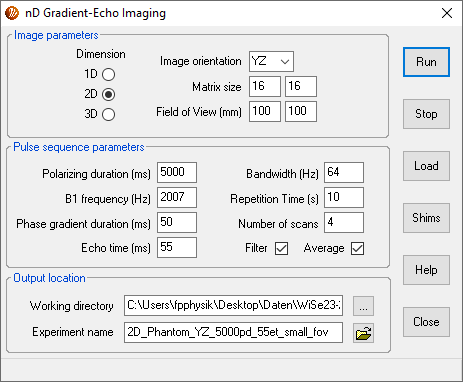 nD Gradient-Echo Imaging
Image parameters
Dimension
1D
2D
3D
Image orientation YZ
Matrix size 16 16
Field of View (mm) 100 100
Pulse sequence parameters
Polarizing duration (ms) 5000
B1 frequency (Hz) 2007
Phase gradient duration (ms) 50
Echo time (ms) 55
Bandwidth (Hz) 64
Repetition Time (s) 10
Number of scans 4
Filter Average
Output location
Working directory C:\Users\fpphysik\Desktop\Daten\WiSe23-
...
Experiment name 2D_Phantom_YZ_5000pd_55et_small_fov
Run
Stop
Load
Shims
Help
Close